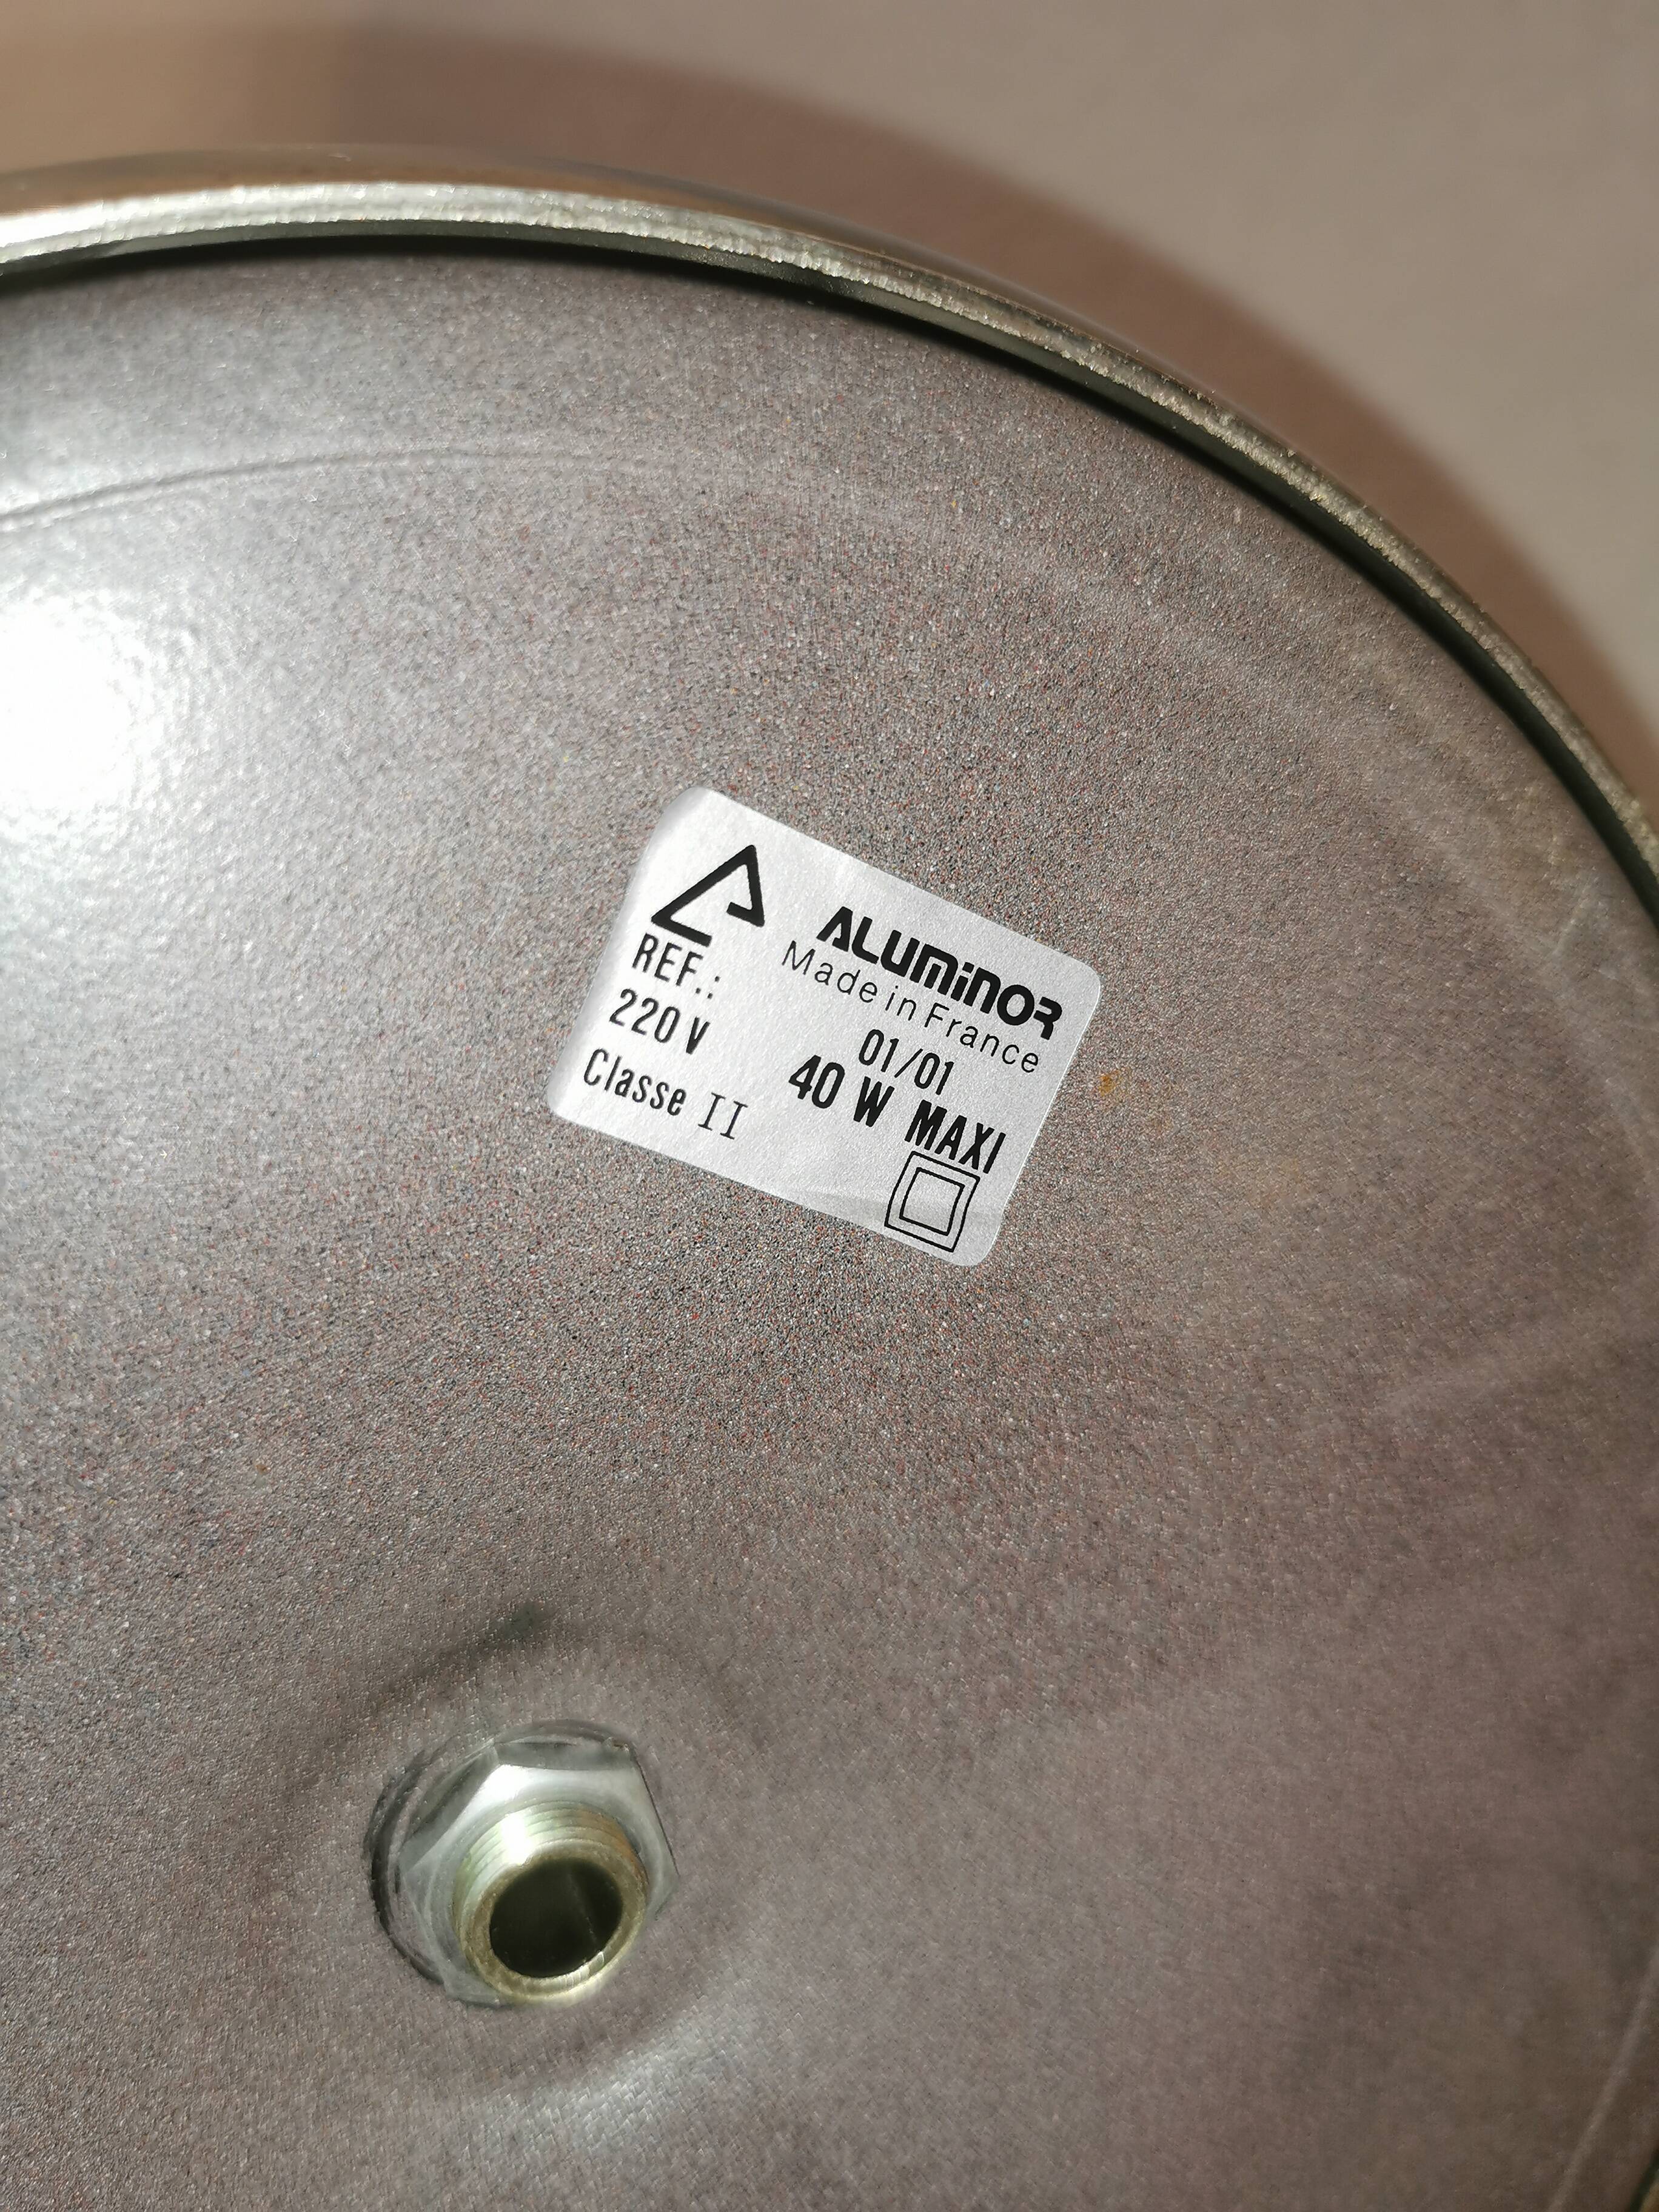 ALUMINOR
Made in France
REF.: 01/01
220 V 40 W MAXI
Classe II